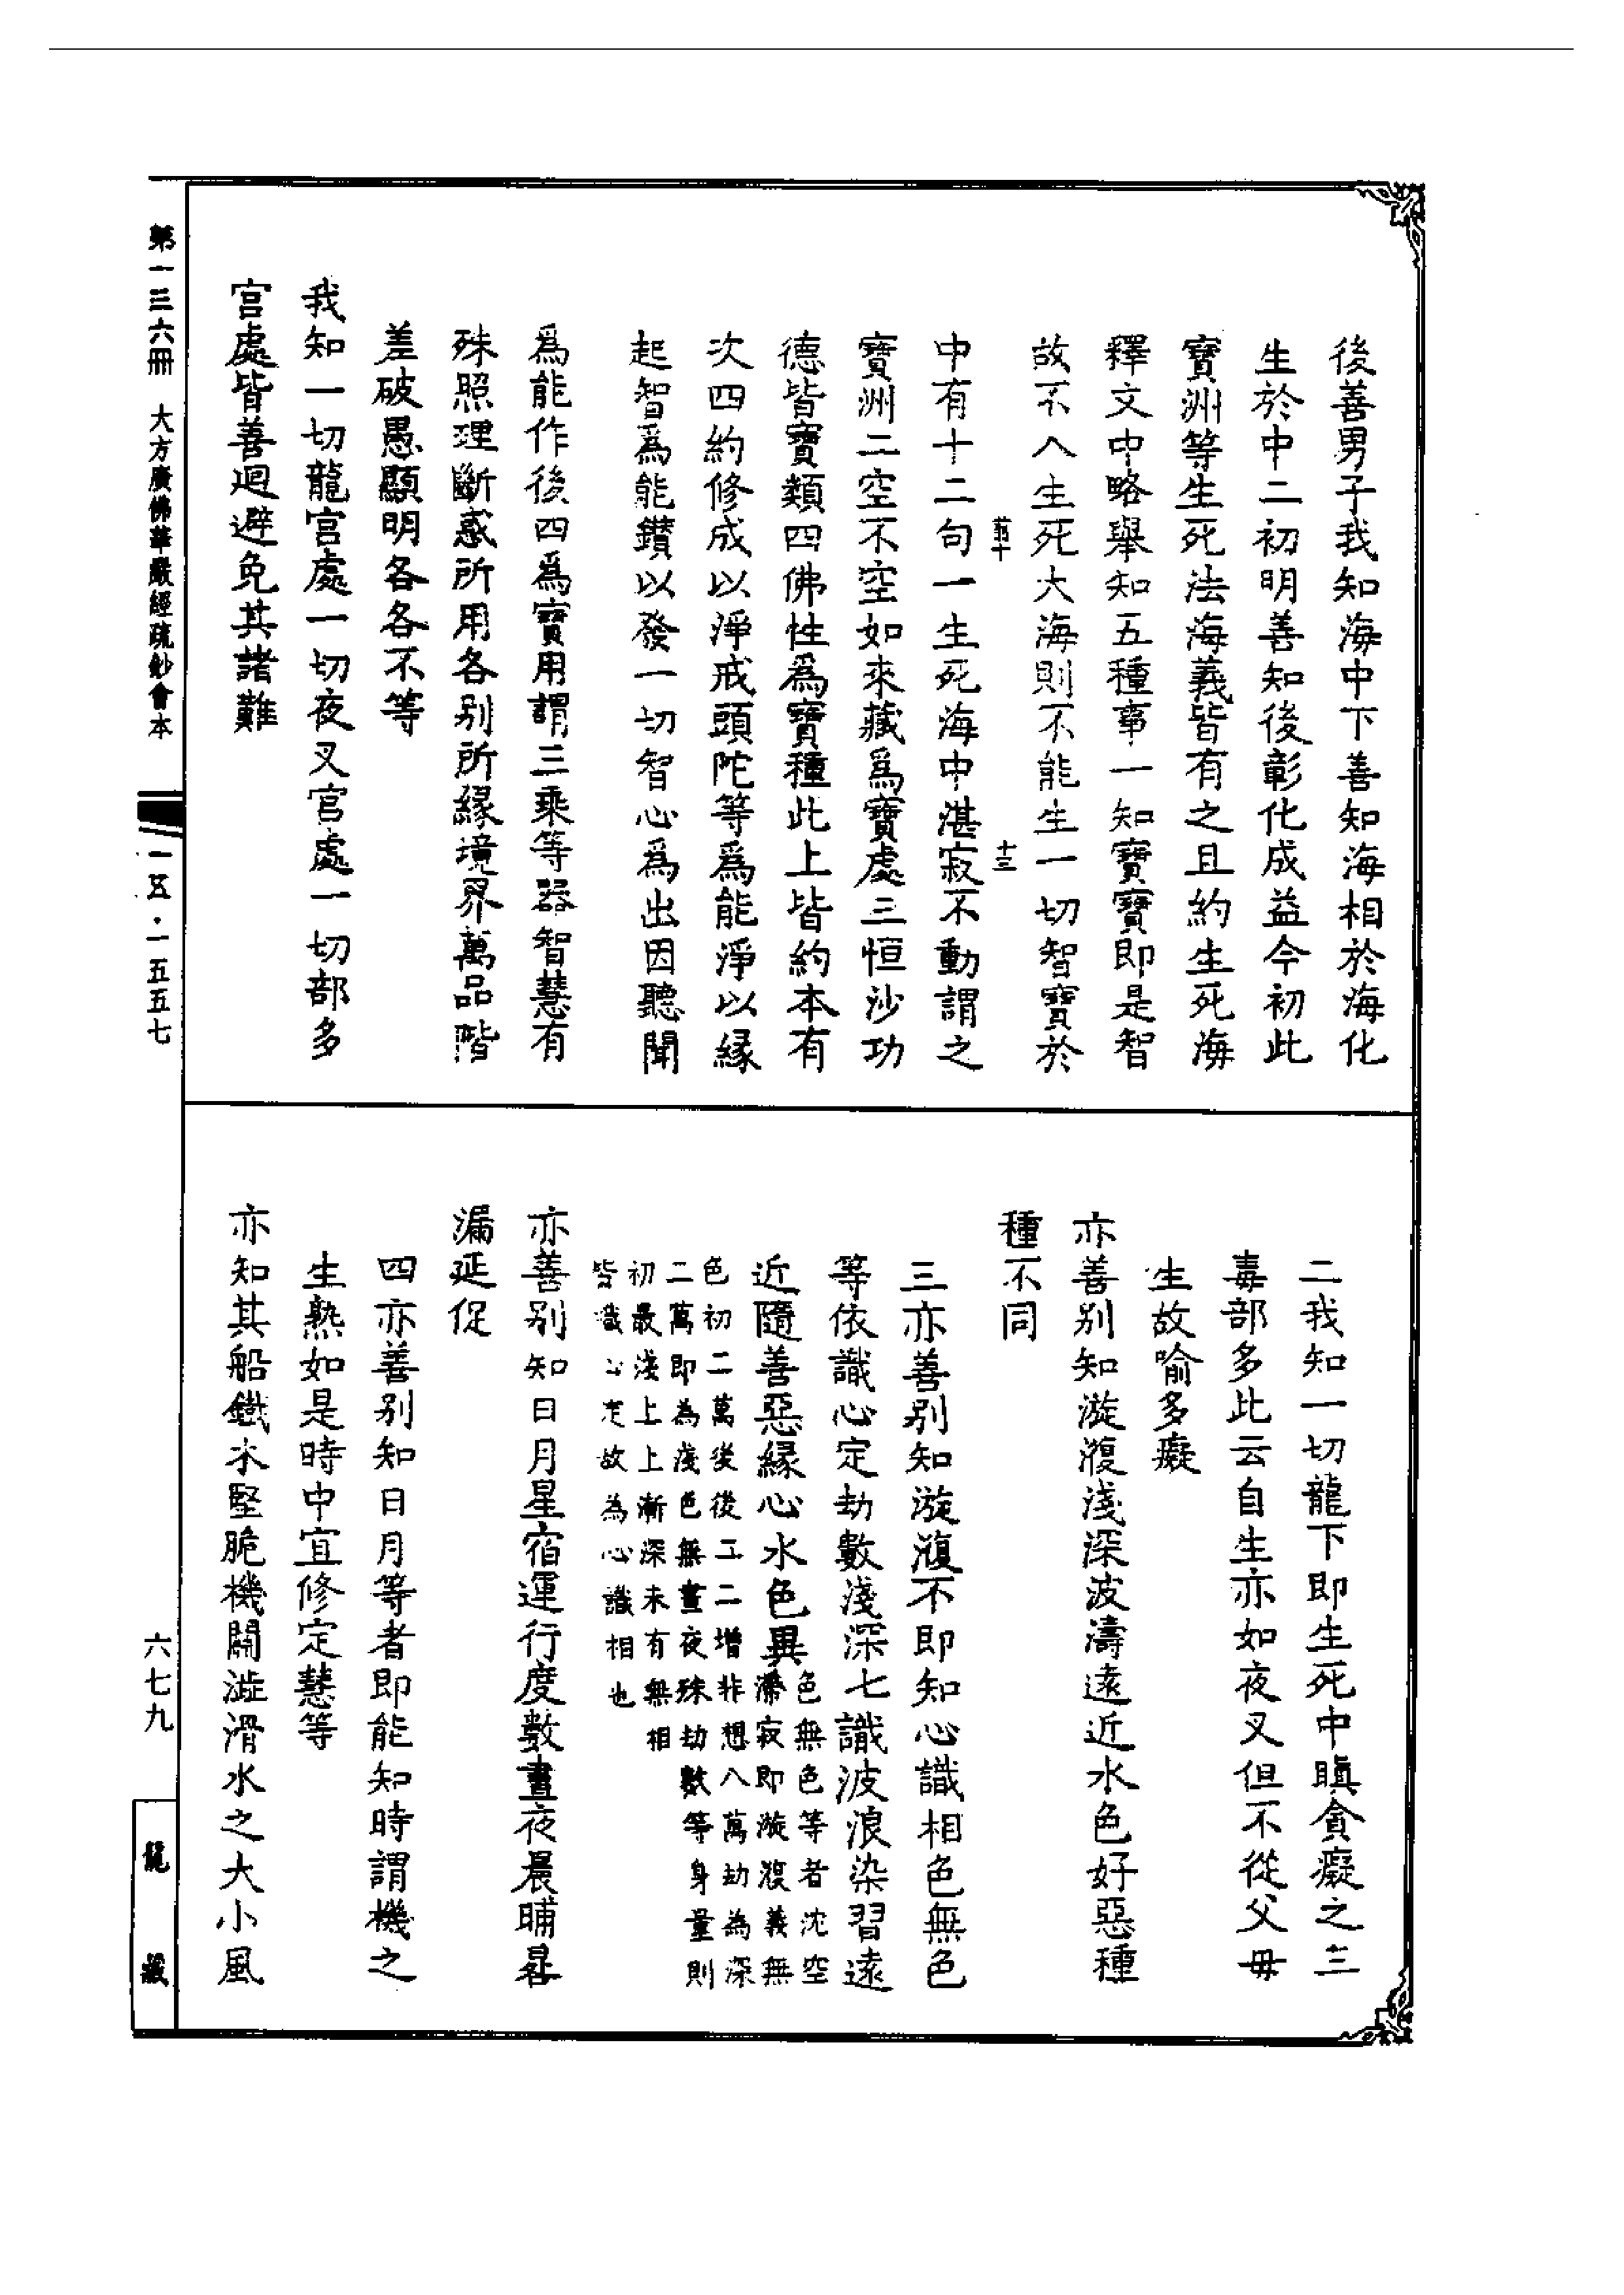 後善男子我知海中下善知海相於海化
生於中二初明善知後彰化成益今初此
寶洲等生死法海義皆有之且約生死海
釋文中略舉知五種事一知寶寶即是智
故不入生死大海則不能生一切智寶於
翦十
十三
中有十二句一生死海中湛寂不動謂之
寶洲二空不空如來藏爲寶處三恒沙功
德皆寶類四佛性爲寶種此上皆約本有
次四約修成以淨戒頭陀等爲能淨以緣
起智爲能鑽以發一切智心爲出因聽聞
爲能作後四爲寶用謂三乘等器智慧有
殊照理斷惑所用各别所緣境界萬品階
差破愚顯明各各不等
我知一切龍宫處一切夜叉宫處一切部多
宫處皆善迴避免其諸難
二我知一切龍下即生死中瞋貪癡之三
毒部多此云自生亦如夜叉但不從父毋
生故喻多癡
亦善别知漩澓淺深波濤遠近水色好惡種
種不同
三亦善别知漩澓不即知心識相色無色
等依識心定劫數淺深七識波浪染習遠
近隨善惡緣心水色異
色無色等者沈空
滯寂即漩澓義無
色初二萬後後二二增非想八萬劫為深
二萬即為淺色無晝夜殊劫數等身量則
初最淺上上漸深未有無相
皆識心定故為心識相也
亦善别知日月星宿運行度數晝夜晨晡晷
漏延促
四亦善别知日月等者即能知時謂機之
生熟如是時中宜修定慧等
亦知其船鐵木堅脆機關澁滑水之大小風
第一三六冊 大方廣佛華嚴經疏鈔會本
一五·一五五七
六七九
龍藏